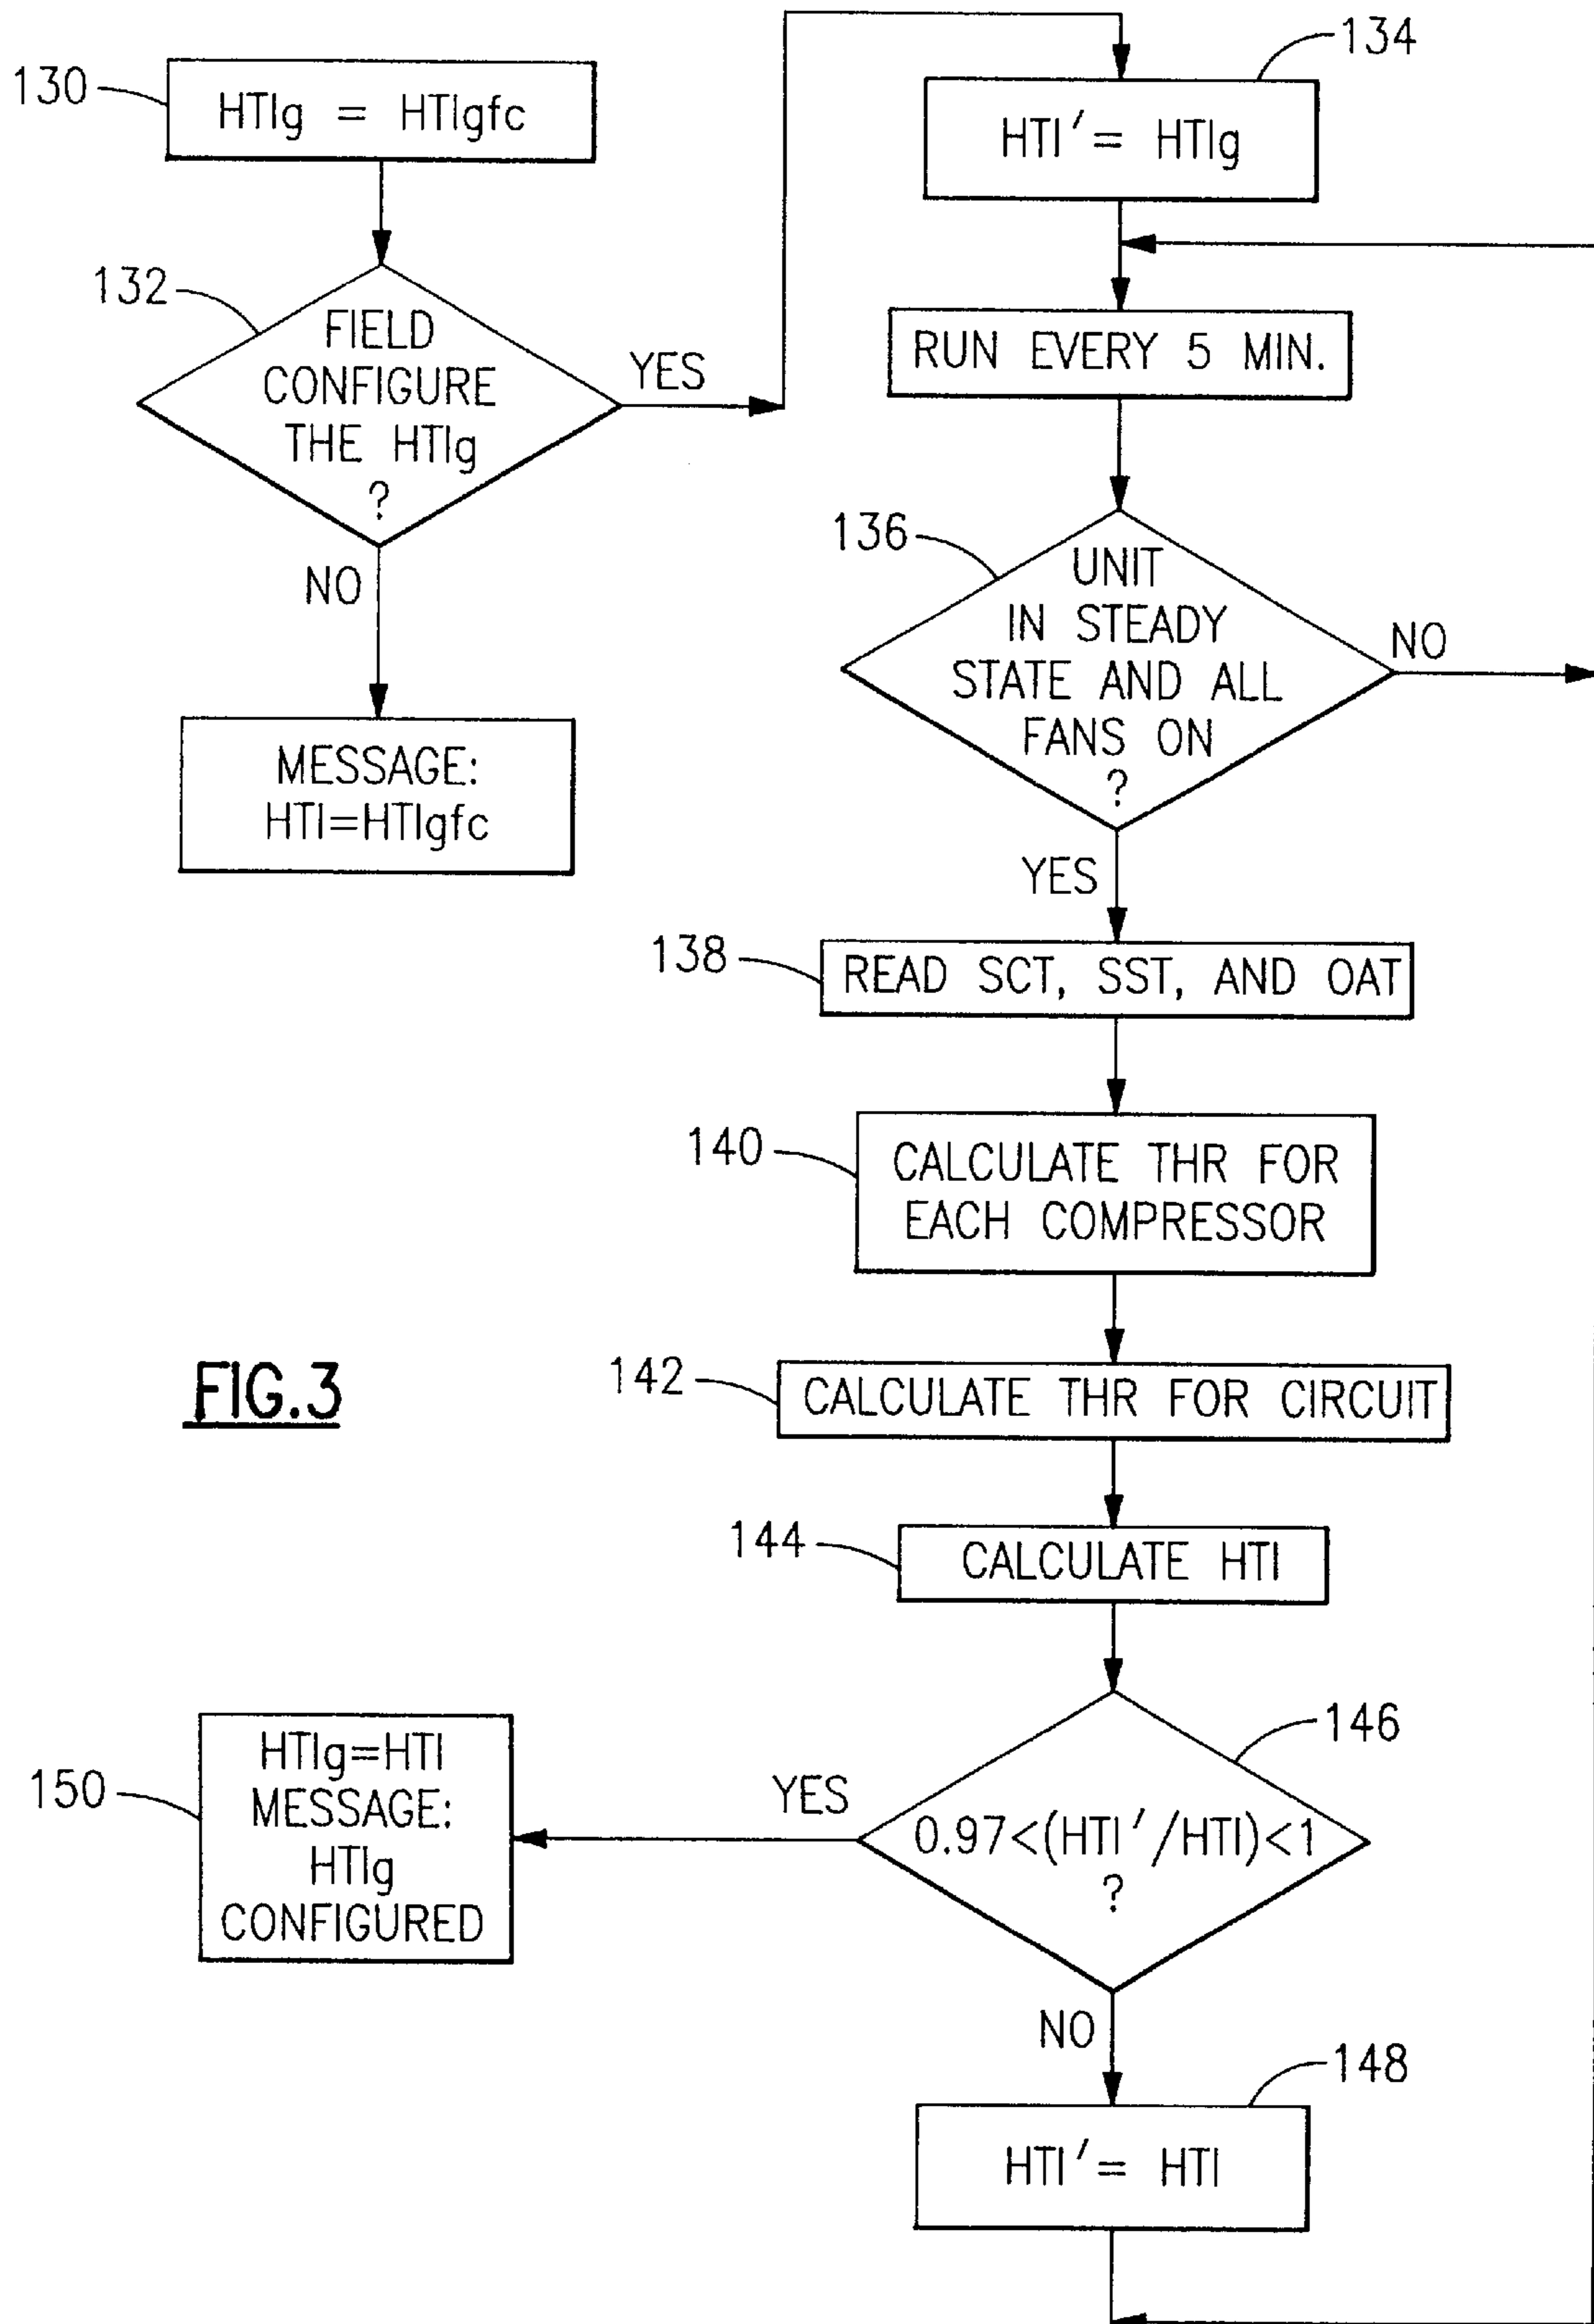 130
HTIg = HTIgfc
132
FIELD
CONFIGURE
THE HTIg
?
YES
NO
MESSAGE:
HTI=HTIgfc
134
HTI′= HTIg
RUN EVERY 5 MIN.
136
UNIT
IN STEADY
STATE AND ALL
FANS ON
?
NO
YES
138
READ SCT, SST, AND OAT
140
CALCULATE THR FOR
EACH COMPRESSOR
FIG.3
142
CALCULATE THR FOR CIRCUIT
144
CALCULATE HTI
146
0.97<(HTI′/HTI)<1
?
YES
150
HTIg=HTI
MESSAGE:
HTIg
CONFIGURED
NO
148
HTI′= HTI